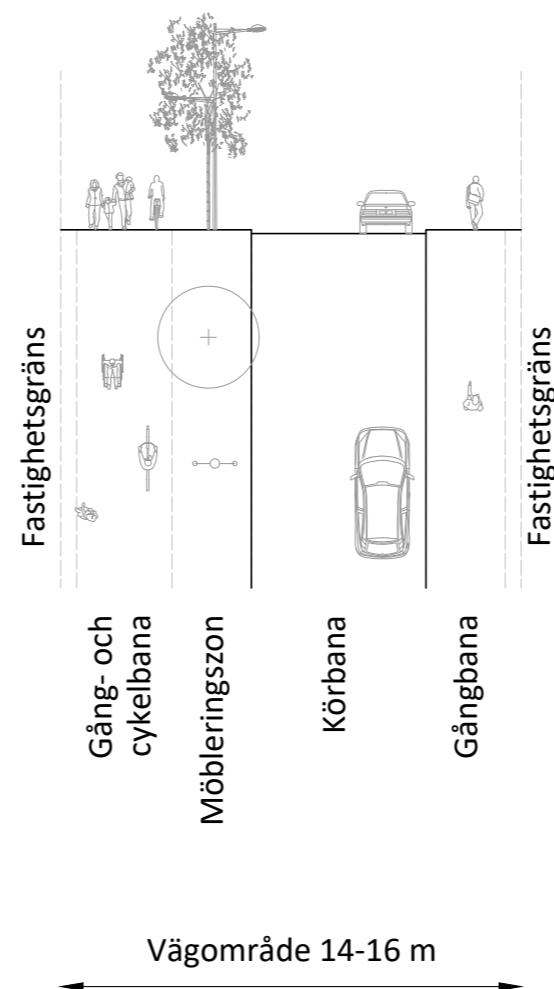 Fastighetsgräns
Gång- och
cykelbana
Möbleringszon
Körbana
Gångbana
Fastighetsgräns
Vägområde 14-16 m